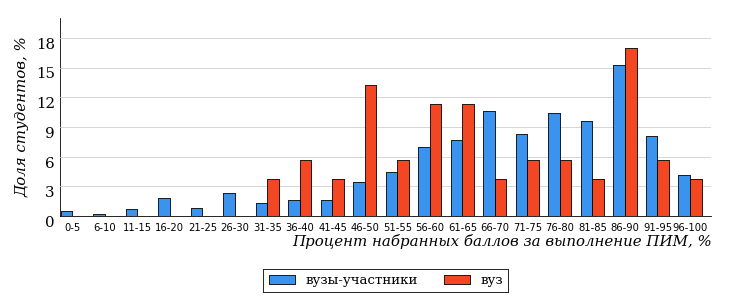 Доля студентов, %
18
15
12
9
6
3
0
0-5 6-10 11-15 16-20 21-25 26-30 31-35 36-40 41-45 46-50 51-55 56-60 61-65 66-70 71-75 76-80 81-85 86-90 91-95 96-100
Процент набранных баллов за выполнение ПИМ, %
вузы-участники вуз